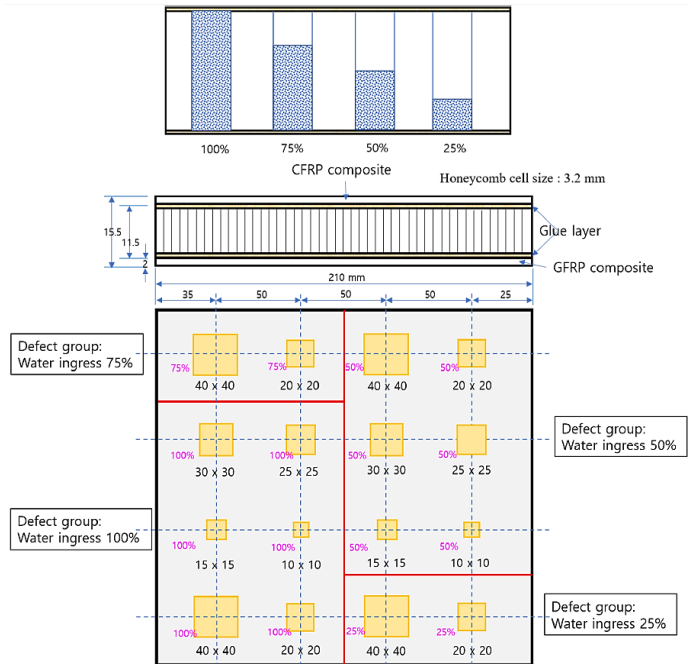 100%
75%
50%
25%
CFRP composite
Honeycomb cell size : 3.2 mm
15.5
11.5
2
Glue layer
GFRP composite
210 mm
35
50
50
50
25
Defect group:
Water ingress 75%
75%
75%
50%
50%
40 x 40
20 x 20
40 x 40
20 x 20
Defect group:
Water ingress 50%
100%
100%
50%
50%
30 x 30
25 x 25
30 x 30
25 x 25
Defect group:
Water ingress 100%
100%
100%
50%
50%
15 x 15
10 x 10
15 x 15
10 x 10
Defect group:
Water ingress 25%
100%
100%
25%
25%
40 x 40
20 x 20
40 x 40
20 x 20